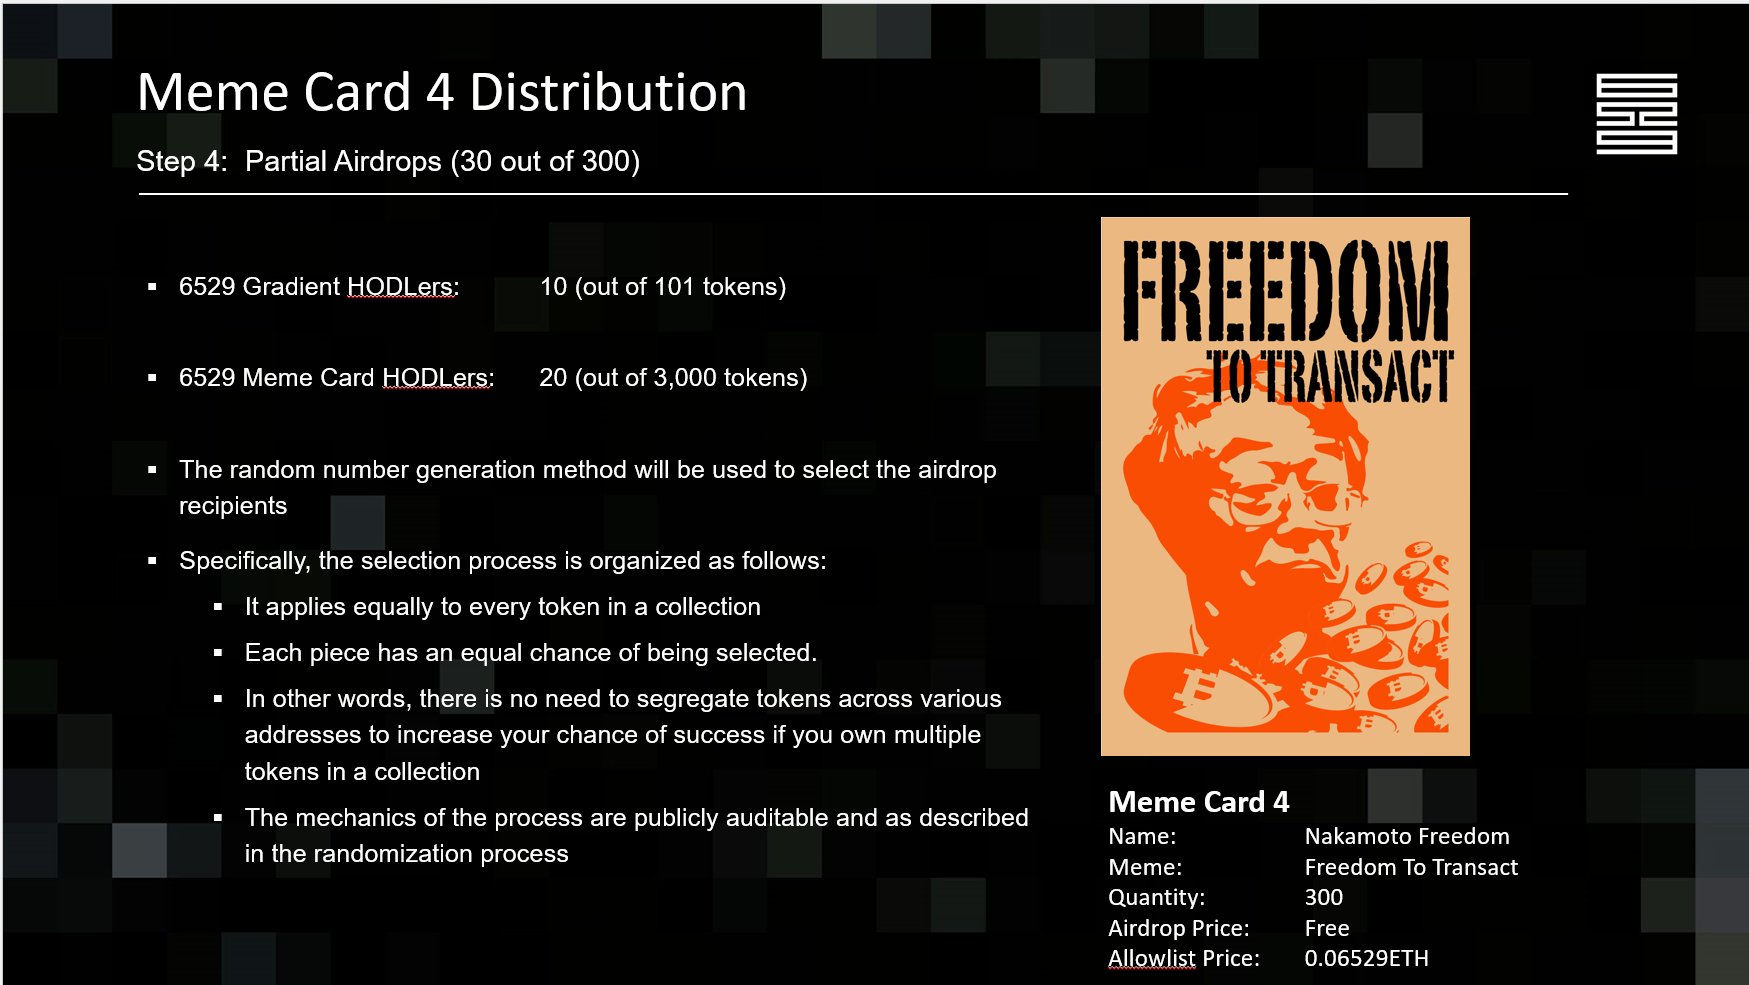 Meme Card 4 Distribution
Step 4: Partial Airdrops (30 out of 300)
▪ 6529 Gradient HODLers: 10 (out of 101 tokens)
▪ 6529 Meme Card HODLers: 20 (out of 3,000 tokens)
▪ The random number generation method will be used to select the airdrop
recipients
▪ Specifically, the selection process is organized as follows:
▪ It applies equally to every token in a collection
▪ Each piece has an equal chance of being selected.
▪ In other words, there is no need to segregate tokens across various
addresses to increase your chance of success if you own multiple
tokens in a collection
▪ The mechanics of the process are publicly auditable and as described
in the randomization process
FREEDOM
TO TRANSACT
Meme Card 4
Name: Nakamoto Freedom
Meme: Freedom To Transact
Quantity: 300
Airdrop Price: Free
Allowlist Price: 0.06529ETH